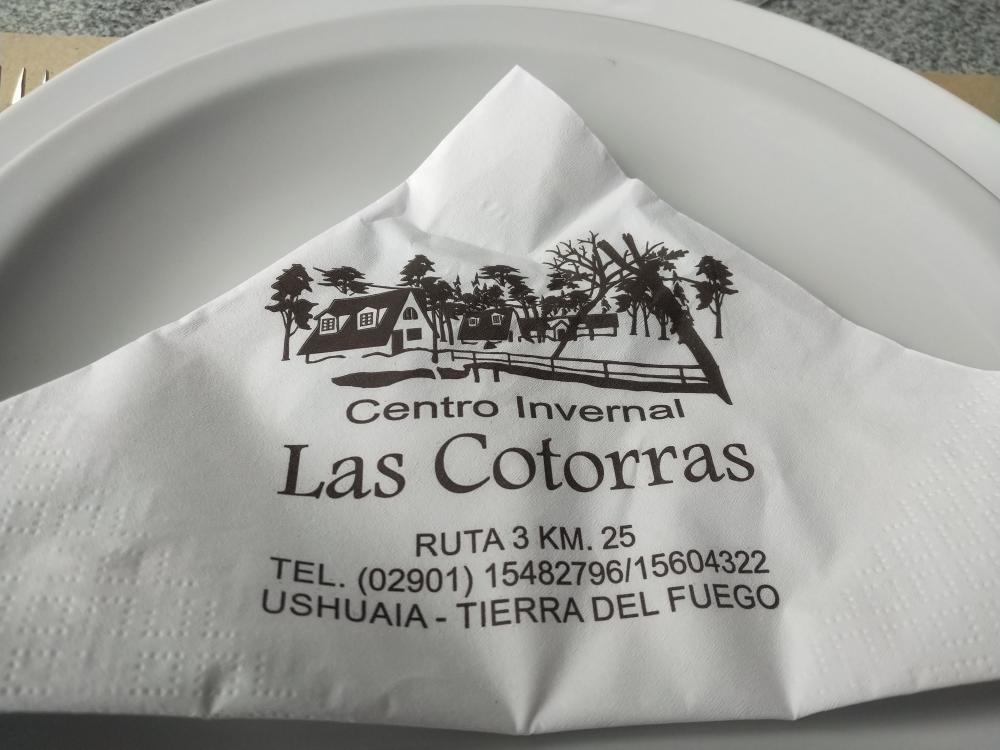 Centro Invernal
Las Cotorras
RUTA 3 KM. 25
TEL. (02901) 15482796/15604322
USHUAIA - TIERRA DEL FUEGO